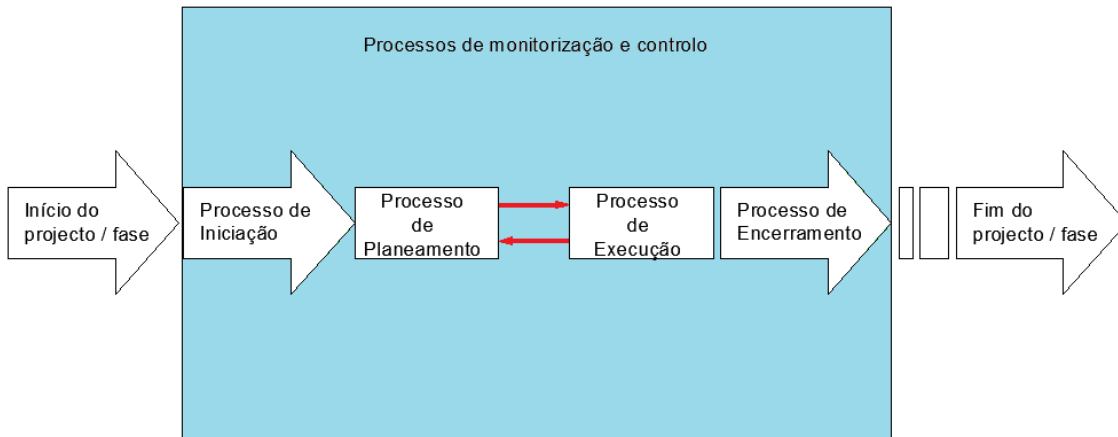 Processos de monitorização e controlo
Início do
projecto / fase
Processo de
Iniciação
Processo
de
Planeamento
Processo
de
Execução
Processo de
Encerramento
Fim do
projecto / fase